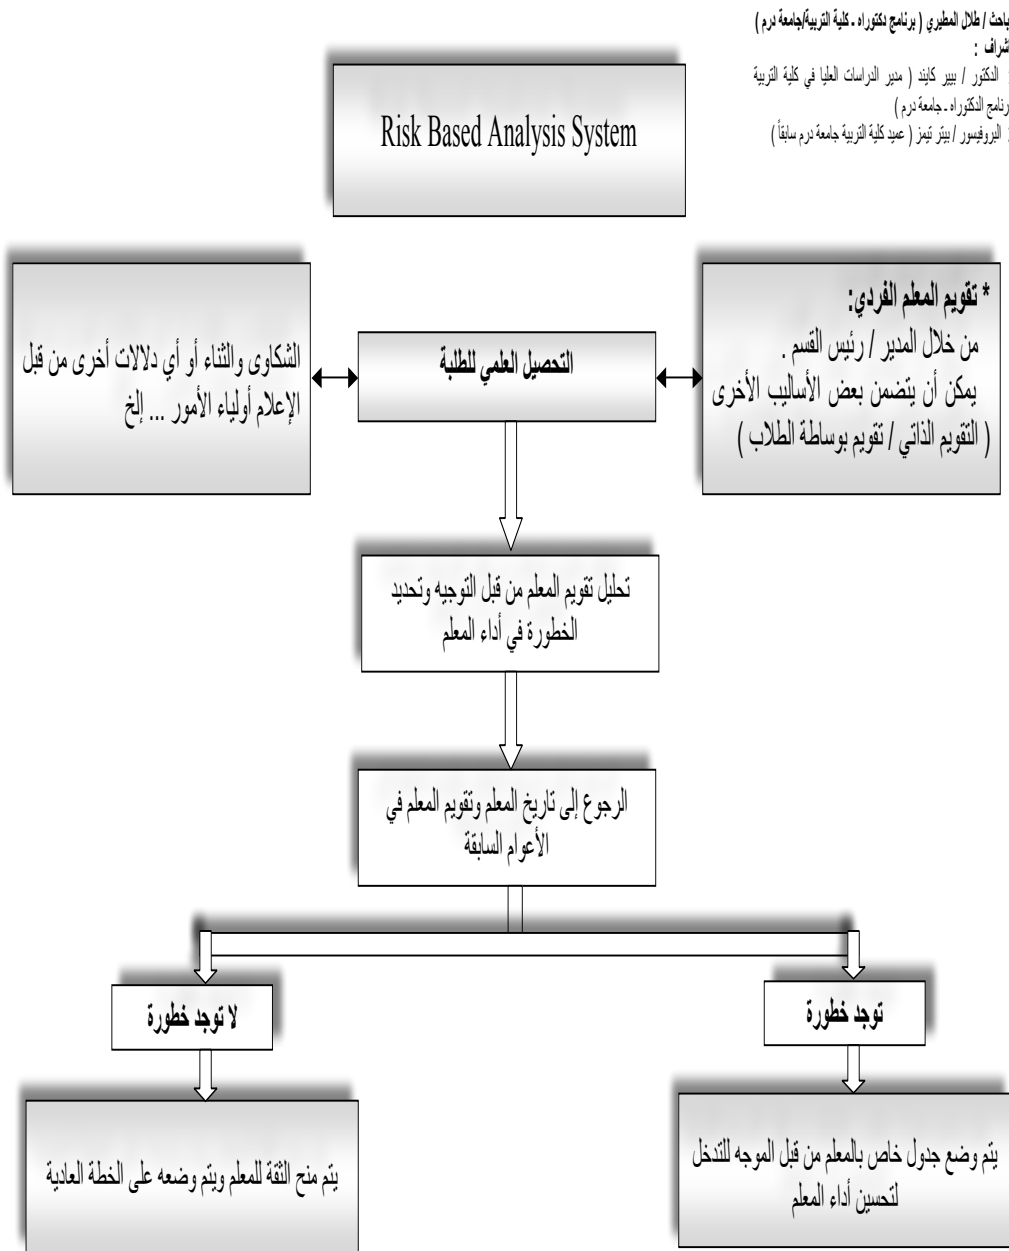 باحث / طلال المطيري ( برنامج دكتوراه ـ كلية التربية/جامعة درم )
شراف :
: الدكتور / بيير كايند ( مدير الدراسات العليا في كلية التربية
رنامج الدكتوراه ـ جامعة درم )
: البروفيسور / بيتر تيمز ( عميد كلية التربية جامعة درم سابقاً )
Risk Based Analysis System
* تقويم المعلم الفردي:
من خلال المدير / رئيس القسم .
يمكن أن يتضمن بعض الأساليب الأخرى
( التقويم الذاتي / تقويم بوساطة الطلاب )
التحصيل العلمي للطلبة
الشكاوى والثناء أو أي دلالات أخرى من قبل
الإعلام أولياء الأمور ... إلخ
تحليل تقويم المعلم من قبل التوجيه وتحديد
الخطورة في أداء المعلم
الرجوع إلى تاريخ المعلم وتقويم المعلم في
الأعوام السابقة
توجد خطورة
لا توجد خطورة
يتم وضع جدول خاص بالمعلم من قبل الموجه للتدخل
لتحسين أداء المعلم
يتم منح الثقة للمعلم ويتم وضعه على الخطة العادية